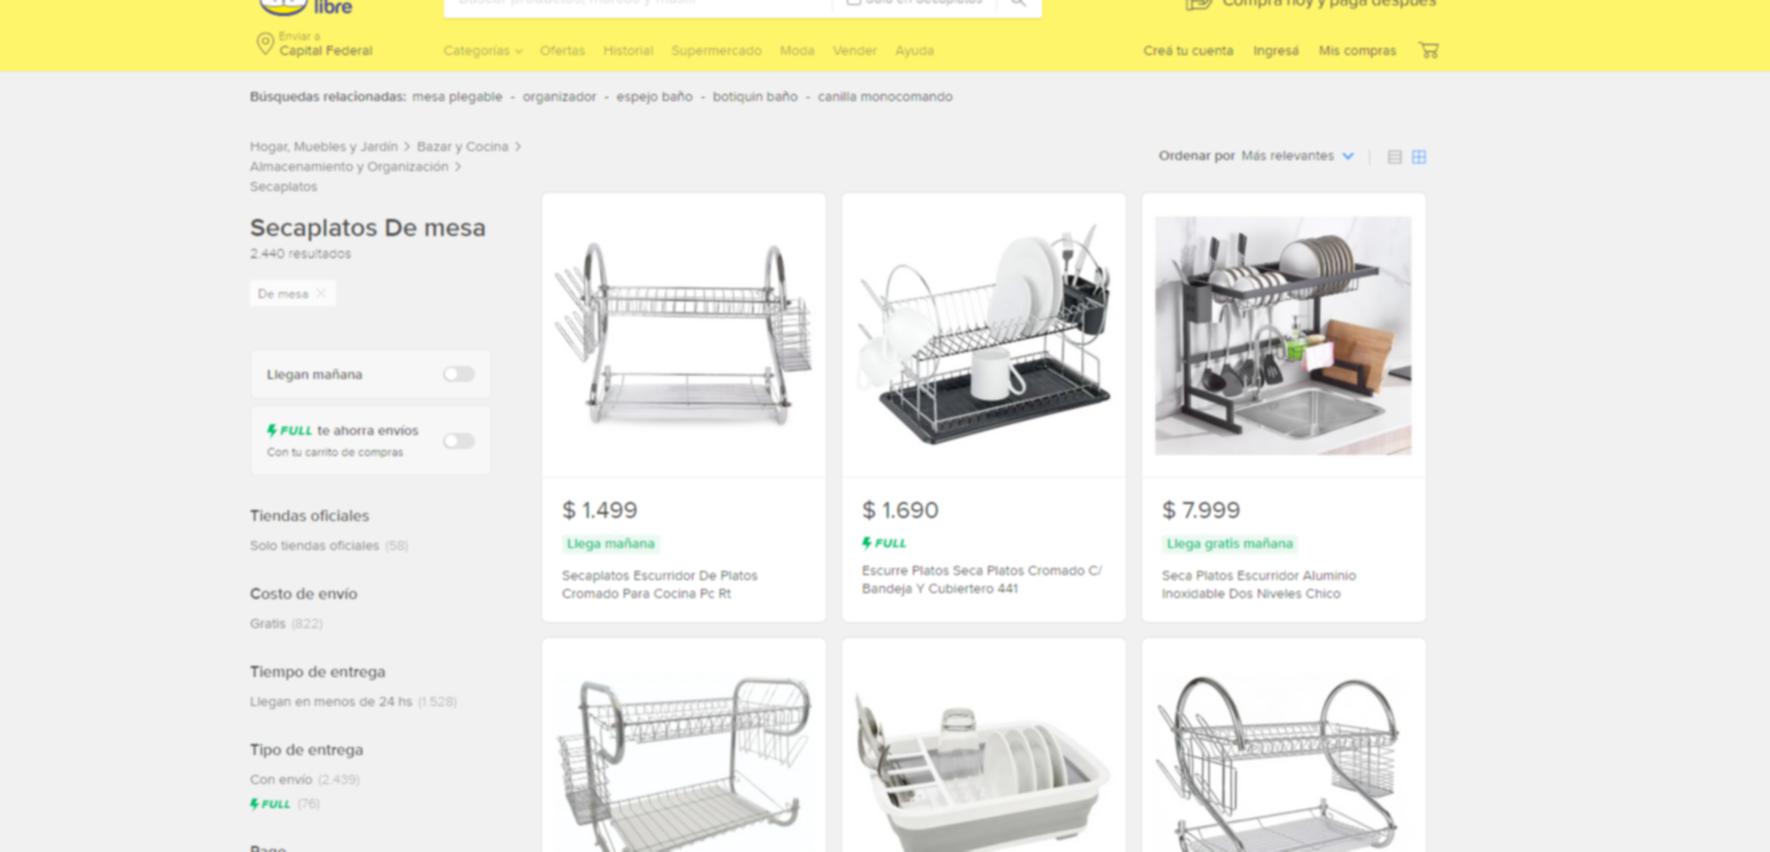 libre
Buscar productos, marcas y más...
Solo en Secaplatos
Compra hoy y paga después
Enviar a
Capital Federal
Categorías
Ofertas
Historial
Supermercado
Moda
Vender
Ayuda
Creá tu cuenta
Ingresá
Mis compras
Búsquedas relacionadas: mesa plegable - organizador - espejo baño - botiquin baño - canilla monocomando
Hogar, Muebles y Jardín > Bazar y Cocina >
Almacenamiento y Organización >
Secaplatos
Secaplatos De mesa
2.440 resultados
De mesa
Llegan mañana
FULL te ahorra envíos
Con tu carrito de compras
Tiendas oficiales
Solo tiendas oficiales (58)
Costo de envío
Gratis (822)
Tiempo de entrega
Llegan en menos de 24 hs (1.528)
Tipo de entrega
Con envío (2.439)
FULL (76)
Pago
Ordenar por Más relevantes
$ 1.499
Llega mañana
Secaplatos Escurridor De Platos
Cromado Para Cocina Pc Rt
$ 1.690
FULL
Escurre Platos Seca Platos Cromado C/
Bandeja Y Cubiertero 441
$ 7.999
Llega gratis mañana
Seca Platos Escurridor Aluminio
Inoxidable Dos Niveles Chico